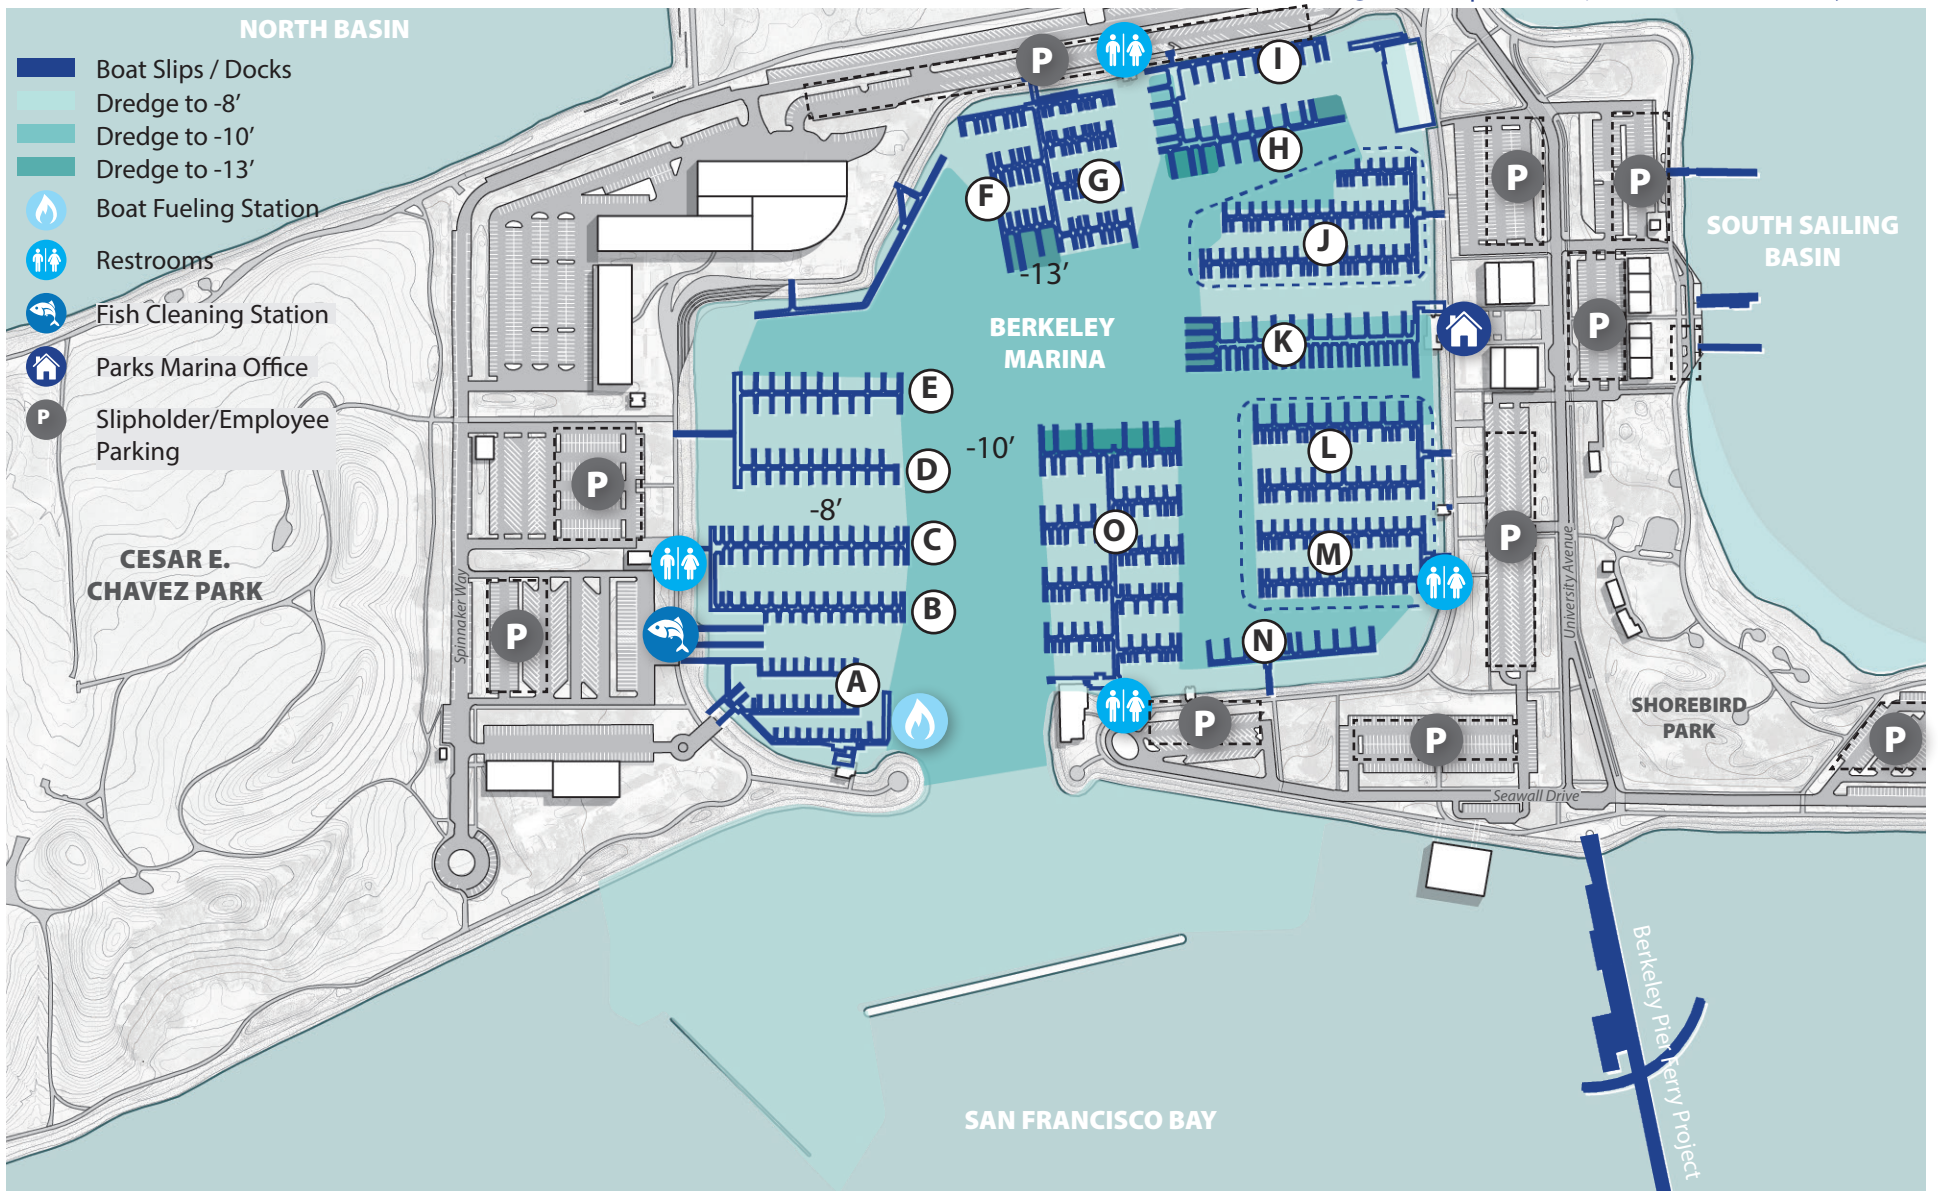 NORTH BASIN
Boat Slips / Docks
Dredge to -8’
Dredge to -10’
Dredge to -13’
Boat Fueling Station
Restrooms
Fish Cleaning Station
Parks Marina Office
P
Slipholder/Employee
Parking
P
I
H
G
F
-13’
J
K
BERKELEY
MARINA
E
D
-10’
-8’
C
B
A
L
M
O
N
P
P
P
P
P
P
P
P
P
P
SOUTH SAILING
BASIN
CESAR E.
CHAVEZ PARK
Spinnaker Way
University Avenue
SHOREBIRD
PARK
Seawall Drive
Berkeley Pier Ferry Project
SAN FRANCISCO BAY